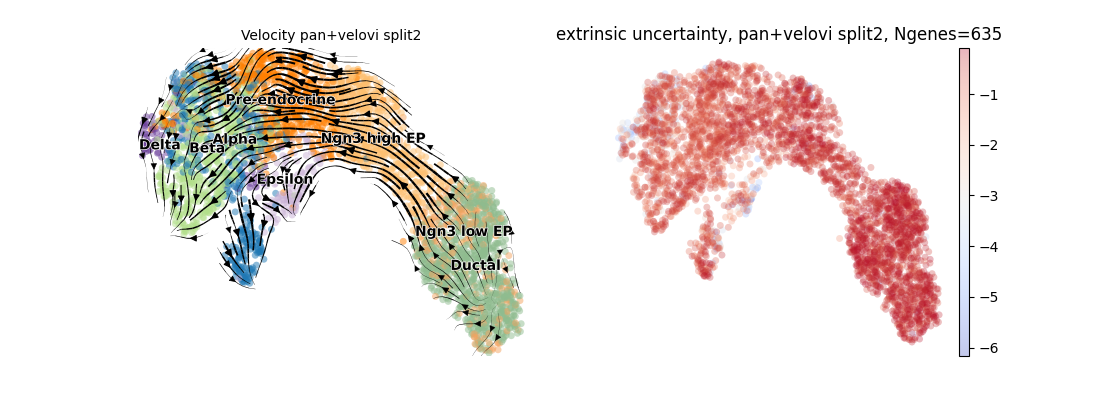 Velocity pan+velovi split2
Pre-endocrine
Ngn3 high EP
Delta
Alpha
Beta
Epsilon
Ngn3 low EP
Ductal
extrinsic uncertainty, pan+velovi split2, Ngenes=635
−1
−2
−3
−4
−5
−6